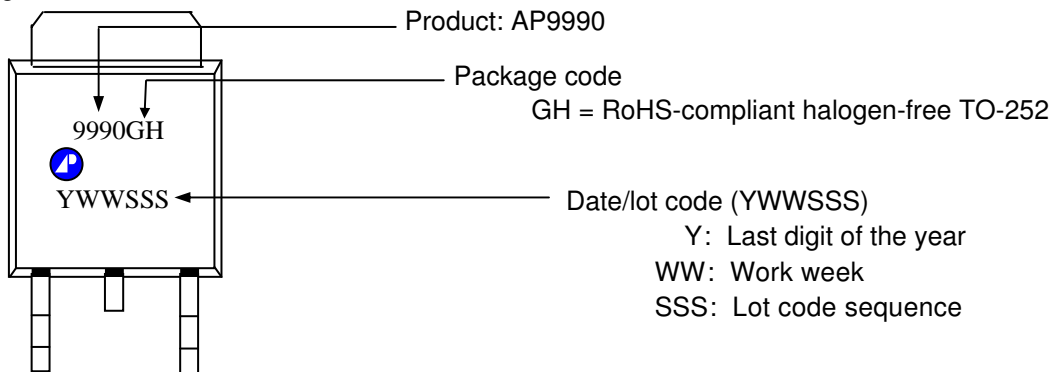 Product: AP9990
Package code
GH = RoHS-compliant halogen-free TO-252
9990GH
YWWSSS
Date/lot code (YWWSSS)
Y: Last digit of the year
WW: Work week
SSS: Lot code sequence